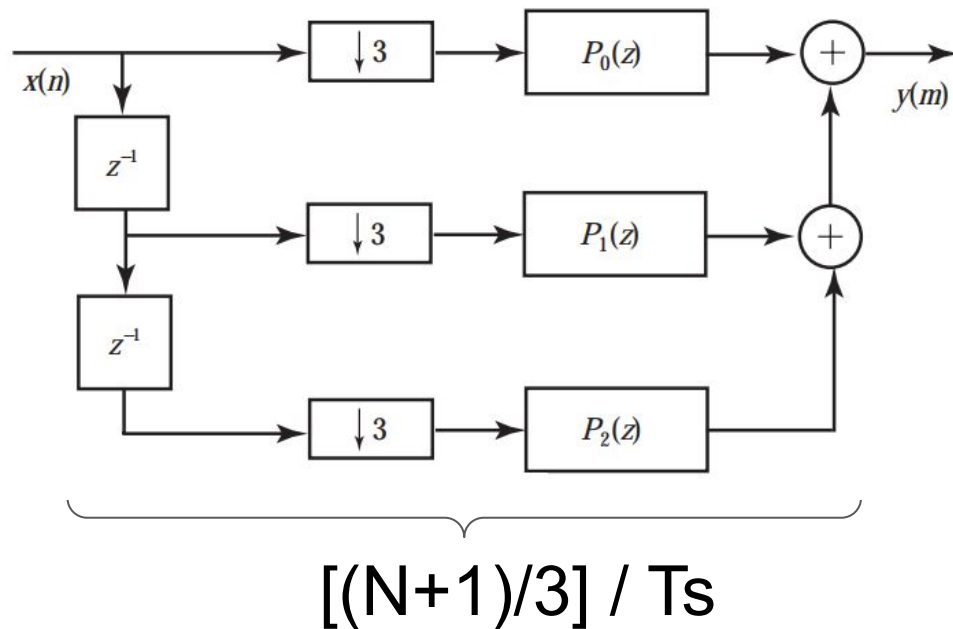 ↓ 3
P₀(z)
+
x(n)
y(m)
z⁻¹
↓ 3
P₁(z)
+
z⁻¹
↓ 3
P₂(z)
[(N+1)/3] / Ts